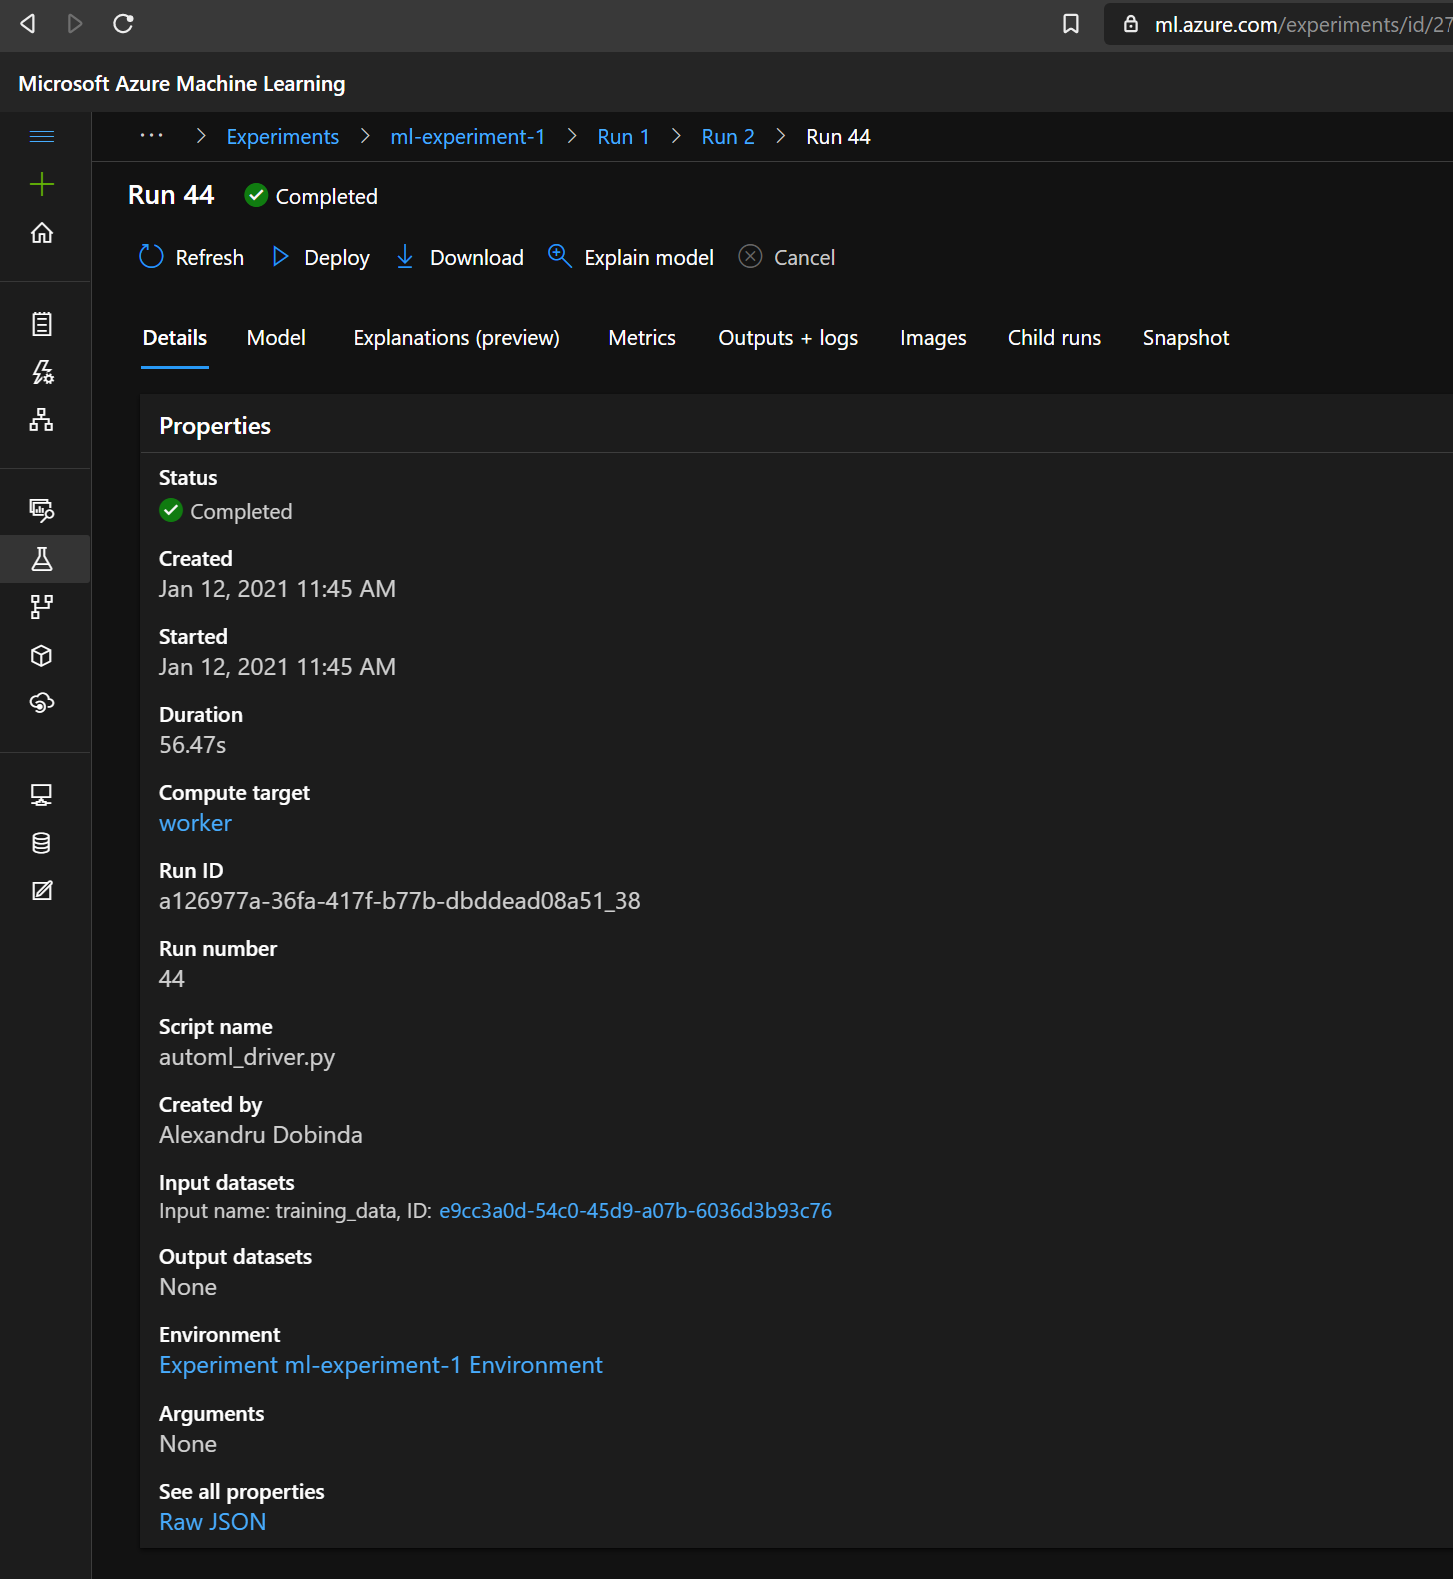 ml.azure.com/experiments/id/27
Microsoft Azure Machine Learning
··· > Experiments > ml-experiment-1 > Run 1 > Run 2 > Run 44
Run 44 Completed
Refresh Deploy Download Explain model Cancel
Details Model Explanations (preview) Metrics Outputs + logs Images Child runs Snapshot
Properties
Status
Completed
Created
Jan 12, 2021 11:45 AM
Started
Jan 12, 2021 11:45 AM
Duration
56.47s
Compute target
worker
Run ID
a126977a-36fa-417f-b77b-dbddead08a51_38
Run number
44
Script name
automl_driver.py
Created by
Alexandru Dobinda
Input datasets
Input name: training_data, ID: e9cc3a0d-54c0-45d9-a07b-6036d3b93c76
Output datasets
None
Environment
Experiment ml-experiment-1 Environment
Arguments
None
See all properties
Raw JSON